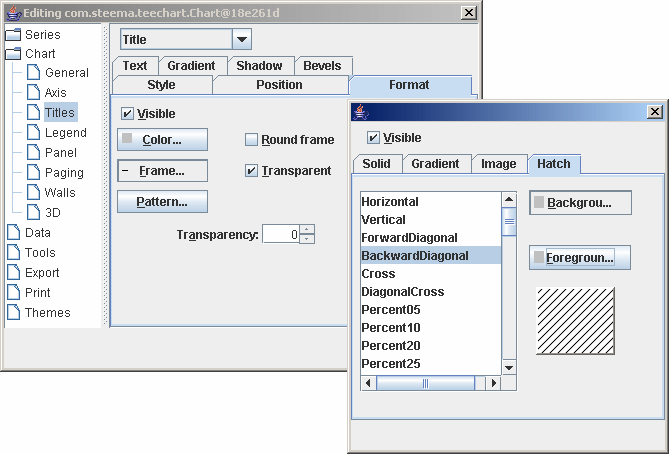 Editing com.steema.teechart.Chart@18e261d
Series
Chart
General
Axis
Titles
Legend
Panel
Paging
Walls
3D
Data
Tools
Export
Print
Themes
Title
Text Gradient Shadow Bevels
Style Position Format
Visible
Color... Round frame
Frame... Transparent
Pattern...
Transparency: 0
Visible
Solid Gradient Image Hatch
Horizontal
Vertical
ForwardDiagonal
BackwardDiagonal
Cross
DiagonalCross
Percent05
Percent10
Percent20
Percent25
Backgrou...
Foregroun...